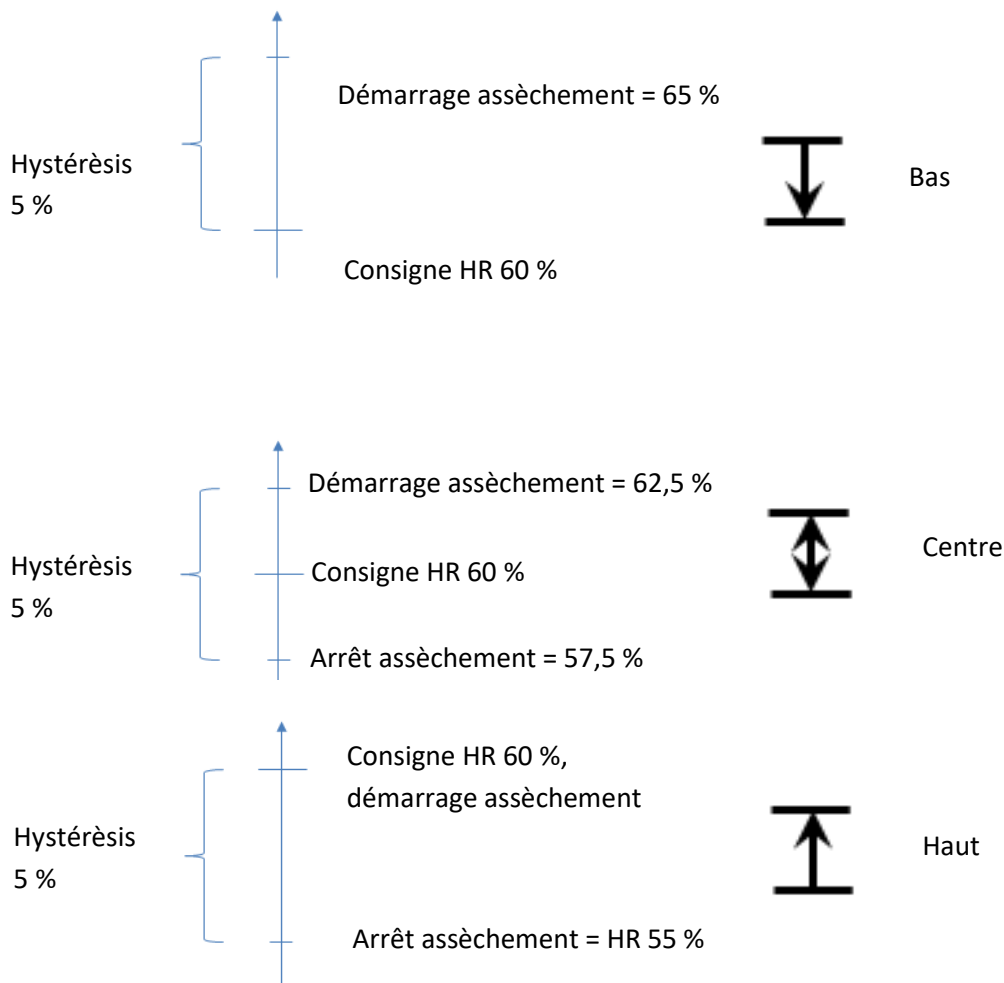 Démarrage assèchement = 65 %
Hystérèsis
5 %
Bas
Consigne HR 60 %
Démarrage assèchement = 62,5 %
Hystérèsis
5 %
Consigne HR 60 %
Centre
Arrêt assèchement = 57,5 %
Consigne HR 60 %,
démarrage assèchement
Hystérèsis
5 %
Haut
Arrêt assèchement = HR 55 %